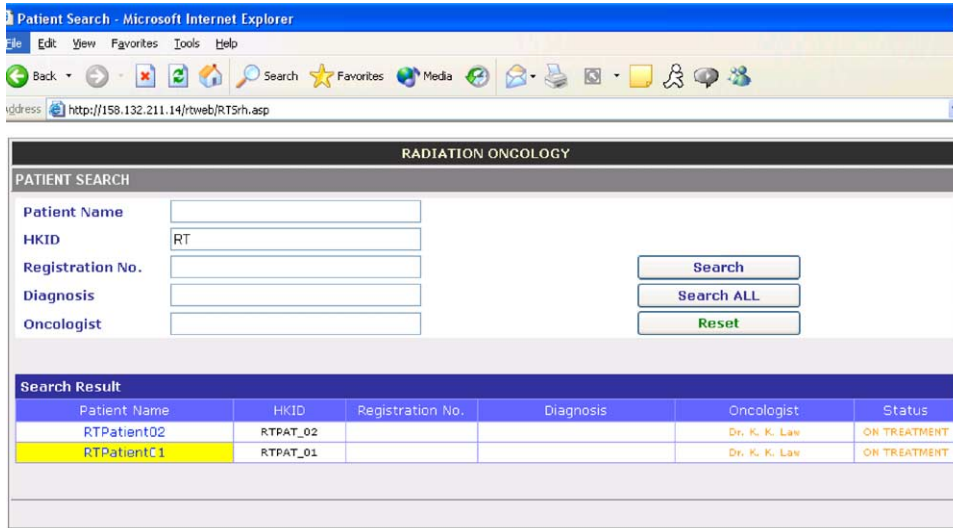 Patient Search - Microsoft Internet Explorer
File Edit View Favorites Tools Help
Back Search Favorites Media
Address http://158.132.211.14/rtweb/RTSrh.asp
RADIATION ONCOLOGY
PATIENT SEARCH
Patient Name
HKID RT
Registration No. Search
Diagnosis Search ALL
Oncologist Reset
Search Result
Patient Name HKID Registration No. Diagnosis Oncologist Status
RTPatient02 RTPAT_02 Dr. K. K. Law ON TREATMENT
RTPatient01 RTPAT_01 Dr. K. K. Law ON TREATMENT